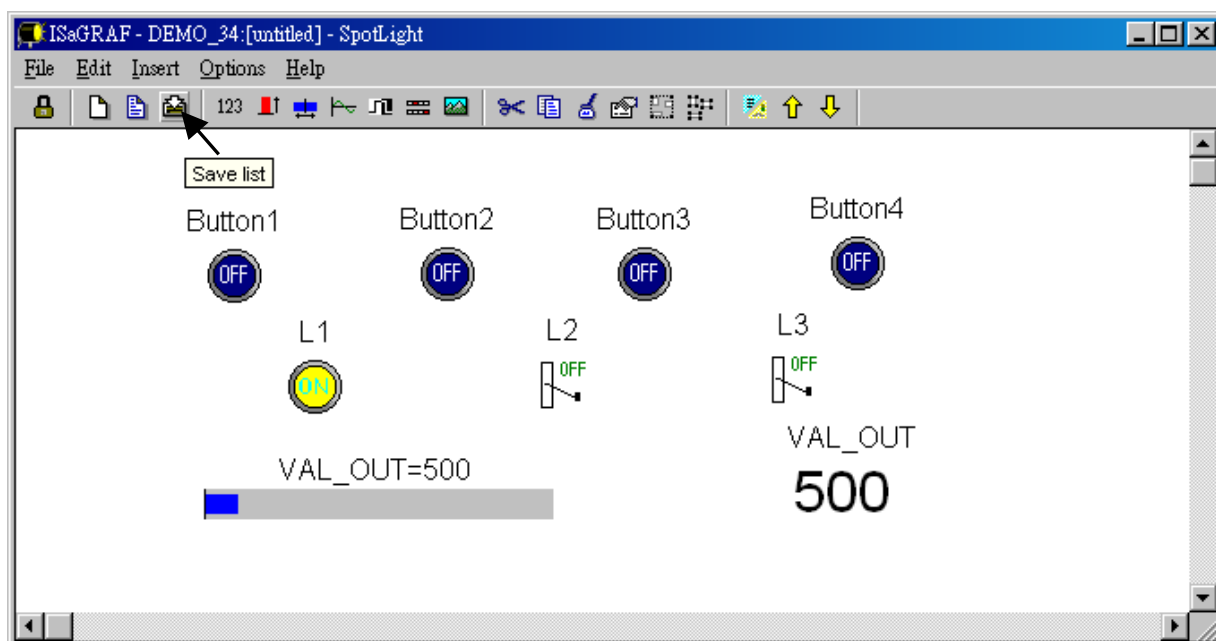 ISaGRAF - DEMO_34:[untitled] - SpotLight
File Edit Insert Options Help
123
Save list
Button1 Button2 Button3 Button4
OFF OFF OFF OFF
L1 L2 L3
ON OFF OFF
VAL_OUT
VAL_OUT=500
500